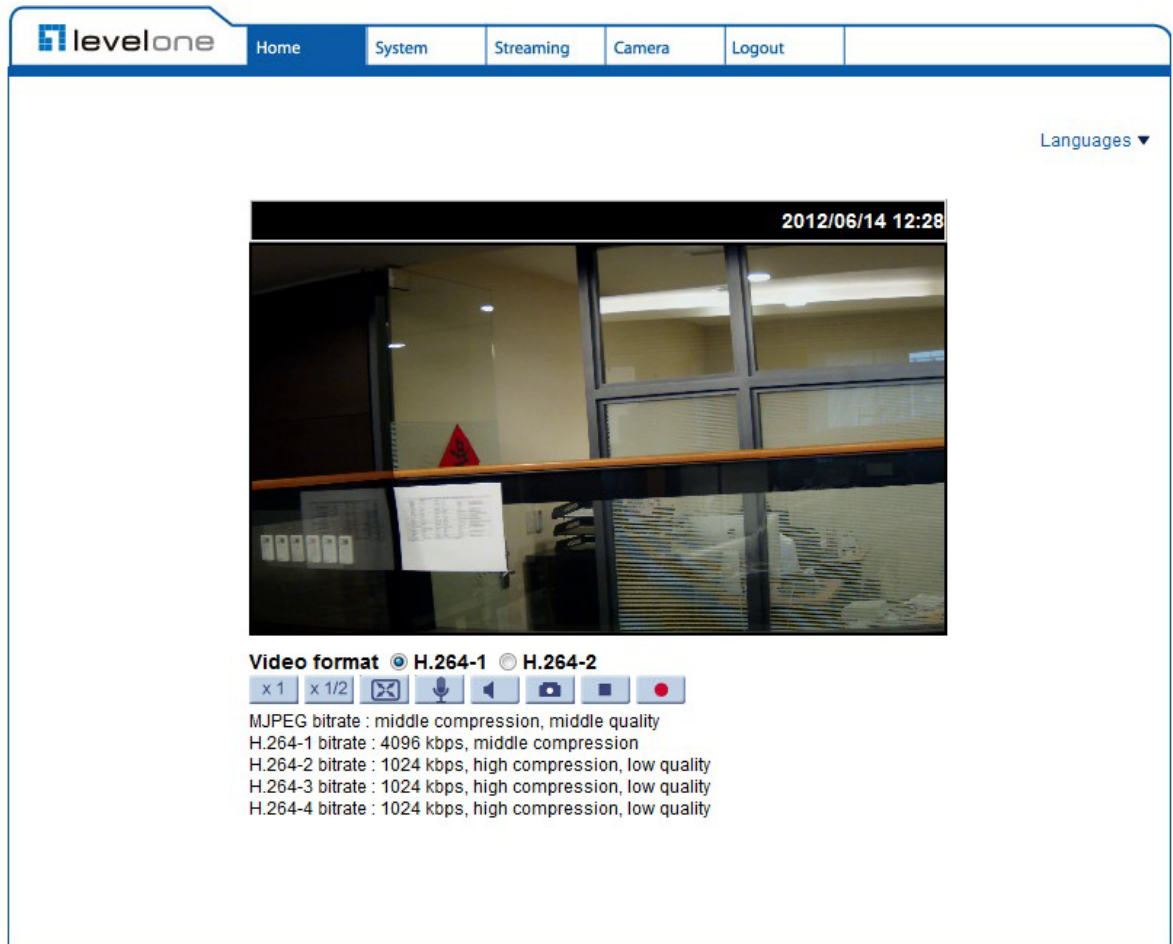 levelone
Home System Streaming Camera Logout
Languages ▼
2012/06/14 12:28
Video format H.264-1 H.264-2
x 1 x 1/2
MJPEG bitrate : middle compression, middle quality
H.264-1 bitrate : 4096 kbps, middle compression
H.264-2 bitrate : 1024 kbps, high compression, low quality
H.264-3 bitrate : 1024 kbps, high compression, low quality
H.264-4 bitrate : 1024 kbps, high compression, low quality